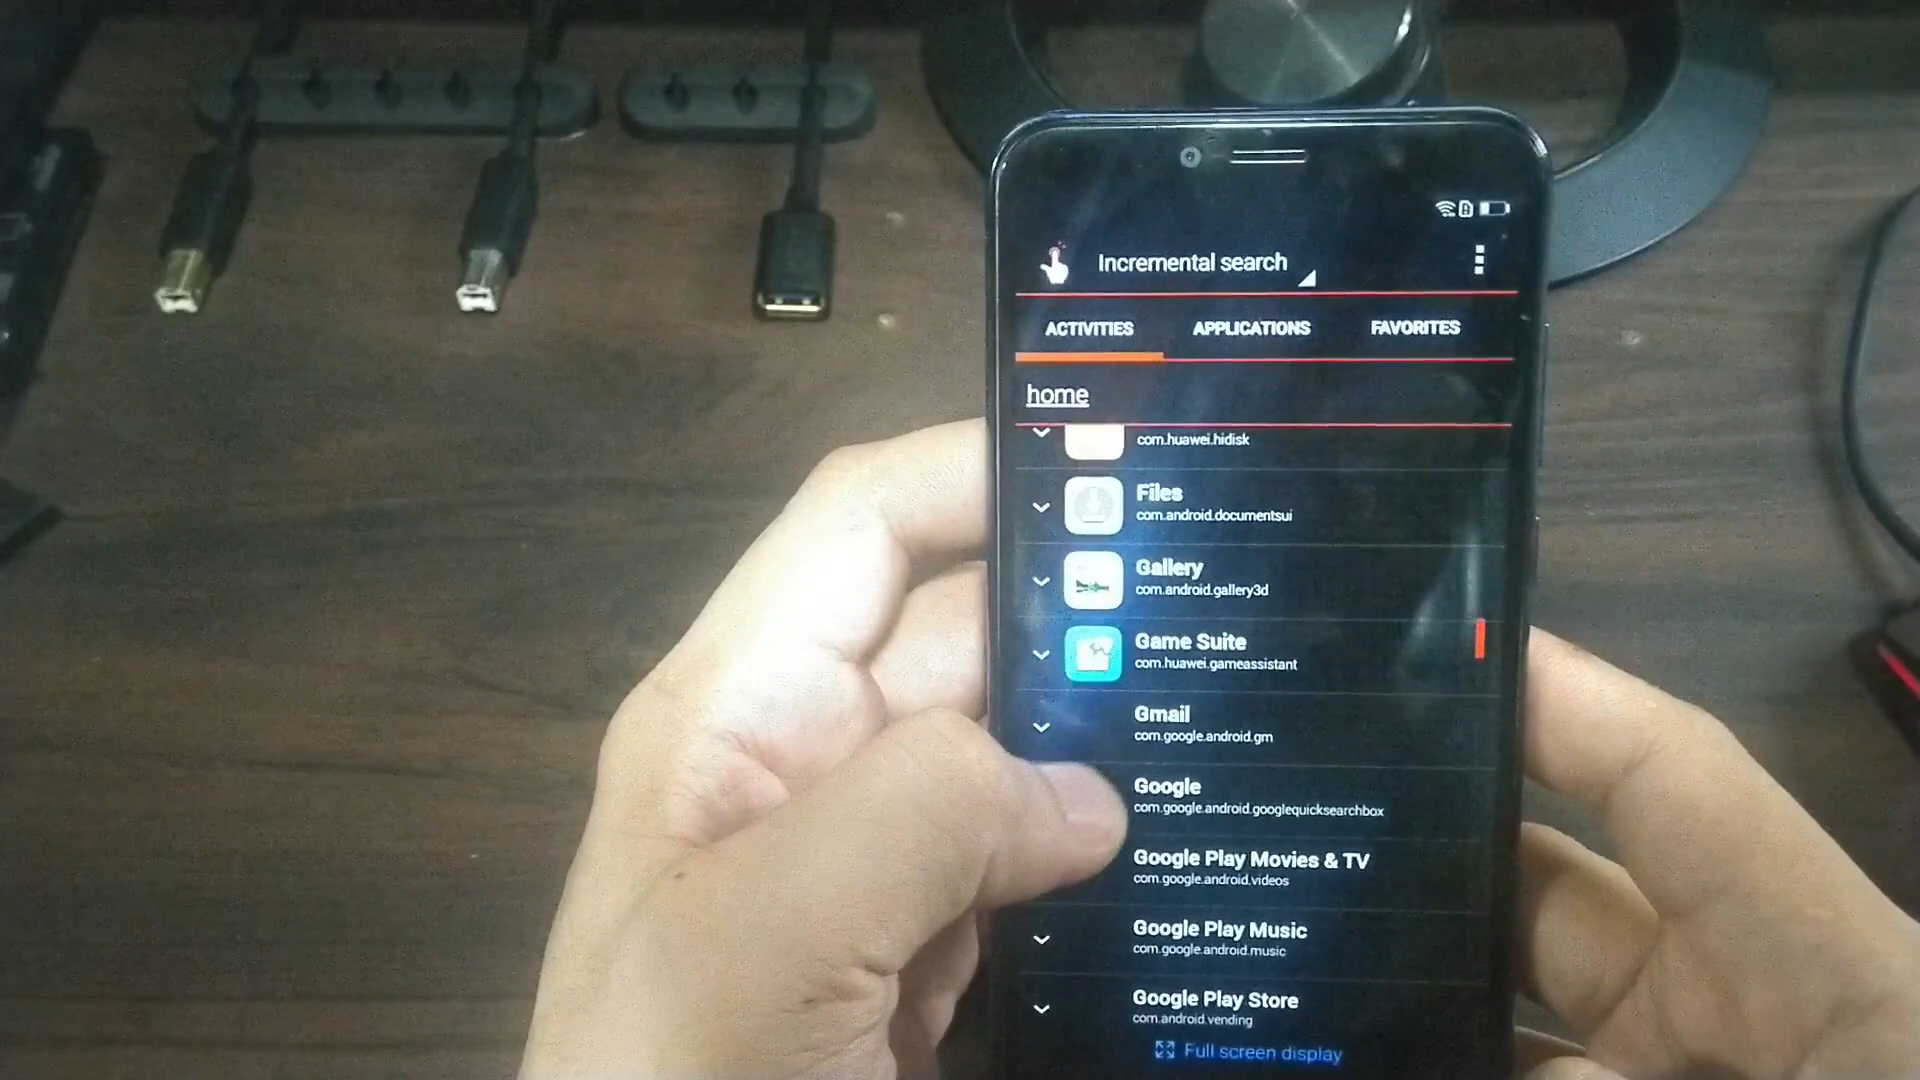 Incremental search
ACTIVITIES APPLICATIONS FAVORITES
home
com.huawei.hidisk
Files
com.android.documentsui
Gallery
com.android.gallery3d
Game Suite
com.huawei.gameassistant
Gmail
com.google.android.gm
Google
com.google.android.googlequicksearchbox
Google Play Movies & TV
com.google.android.videos
Google Play Music
com.google.android.music
Google Play Store
com.android.vending
Full screen display